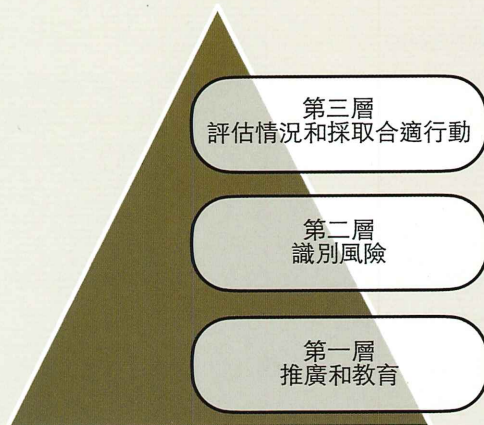 第三層
評估情況和採取合適行動
第二層
識別風險
第一層
推廣和教育